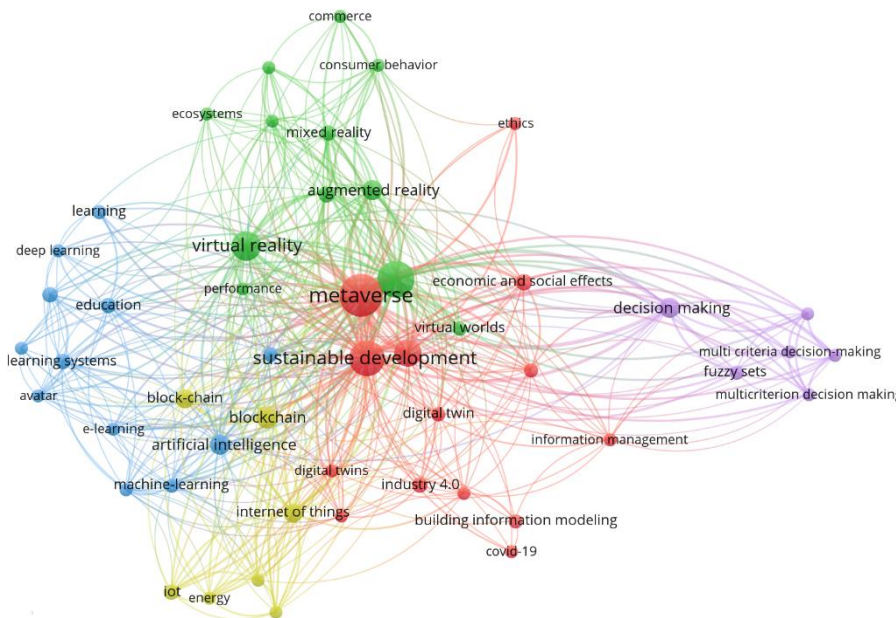 commerce
consumer behavior
ecosystems
ethics
mixed reality
augmented reality
learning
virtual reality
deep learning
performance
metaverse
economic and social effects
education
decision making
virtual worlds
learning systems
sustainable development
multi criteria decision-making
fuzzy sets
avatar
block-chain
multicriterion decision making
blockchain
digital twin
e-learning
artificial intelligence
information management
digital twins
machine-learning
industry 4.0
internet of things
building information modeling
covid-19
iot
energy